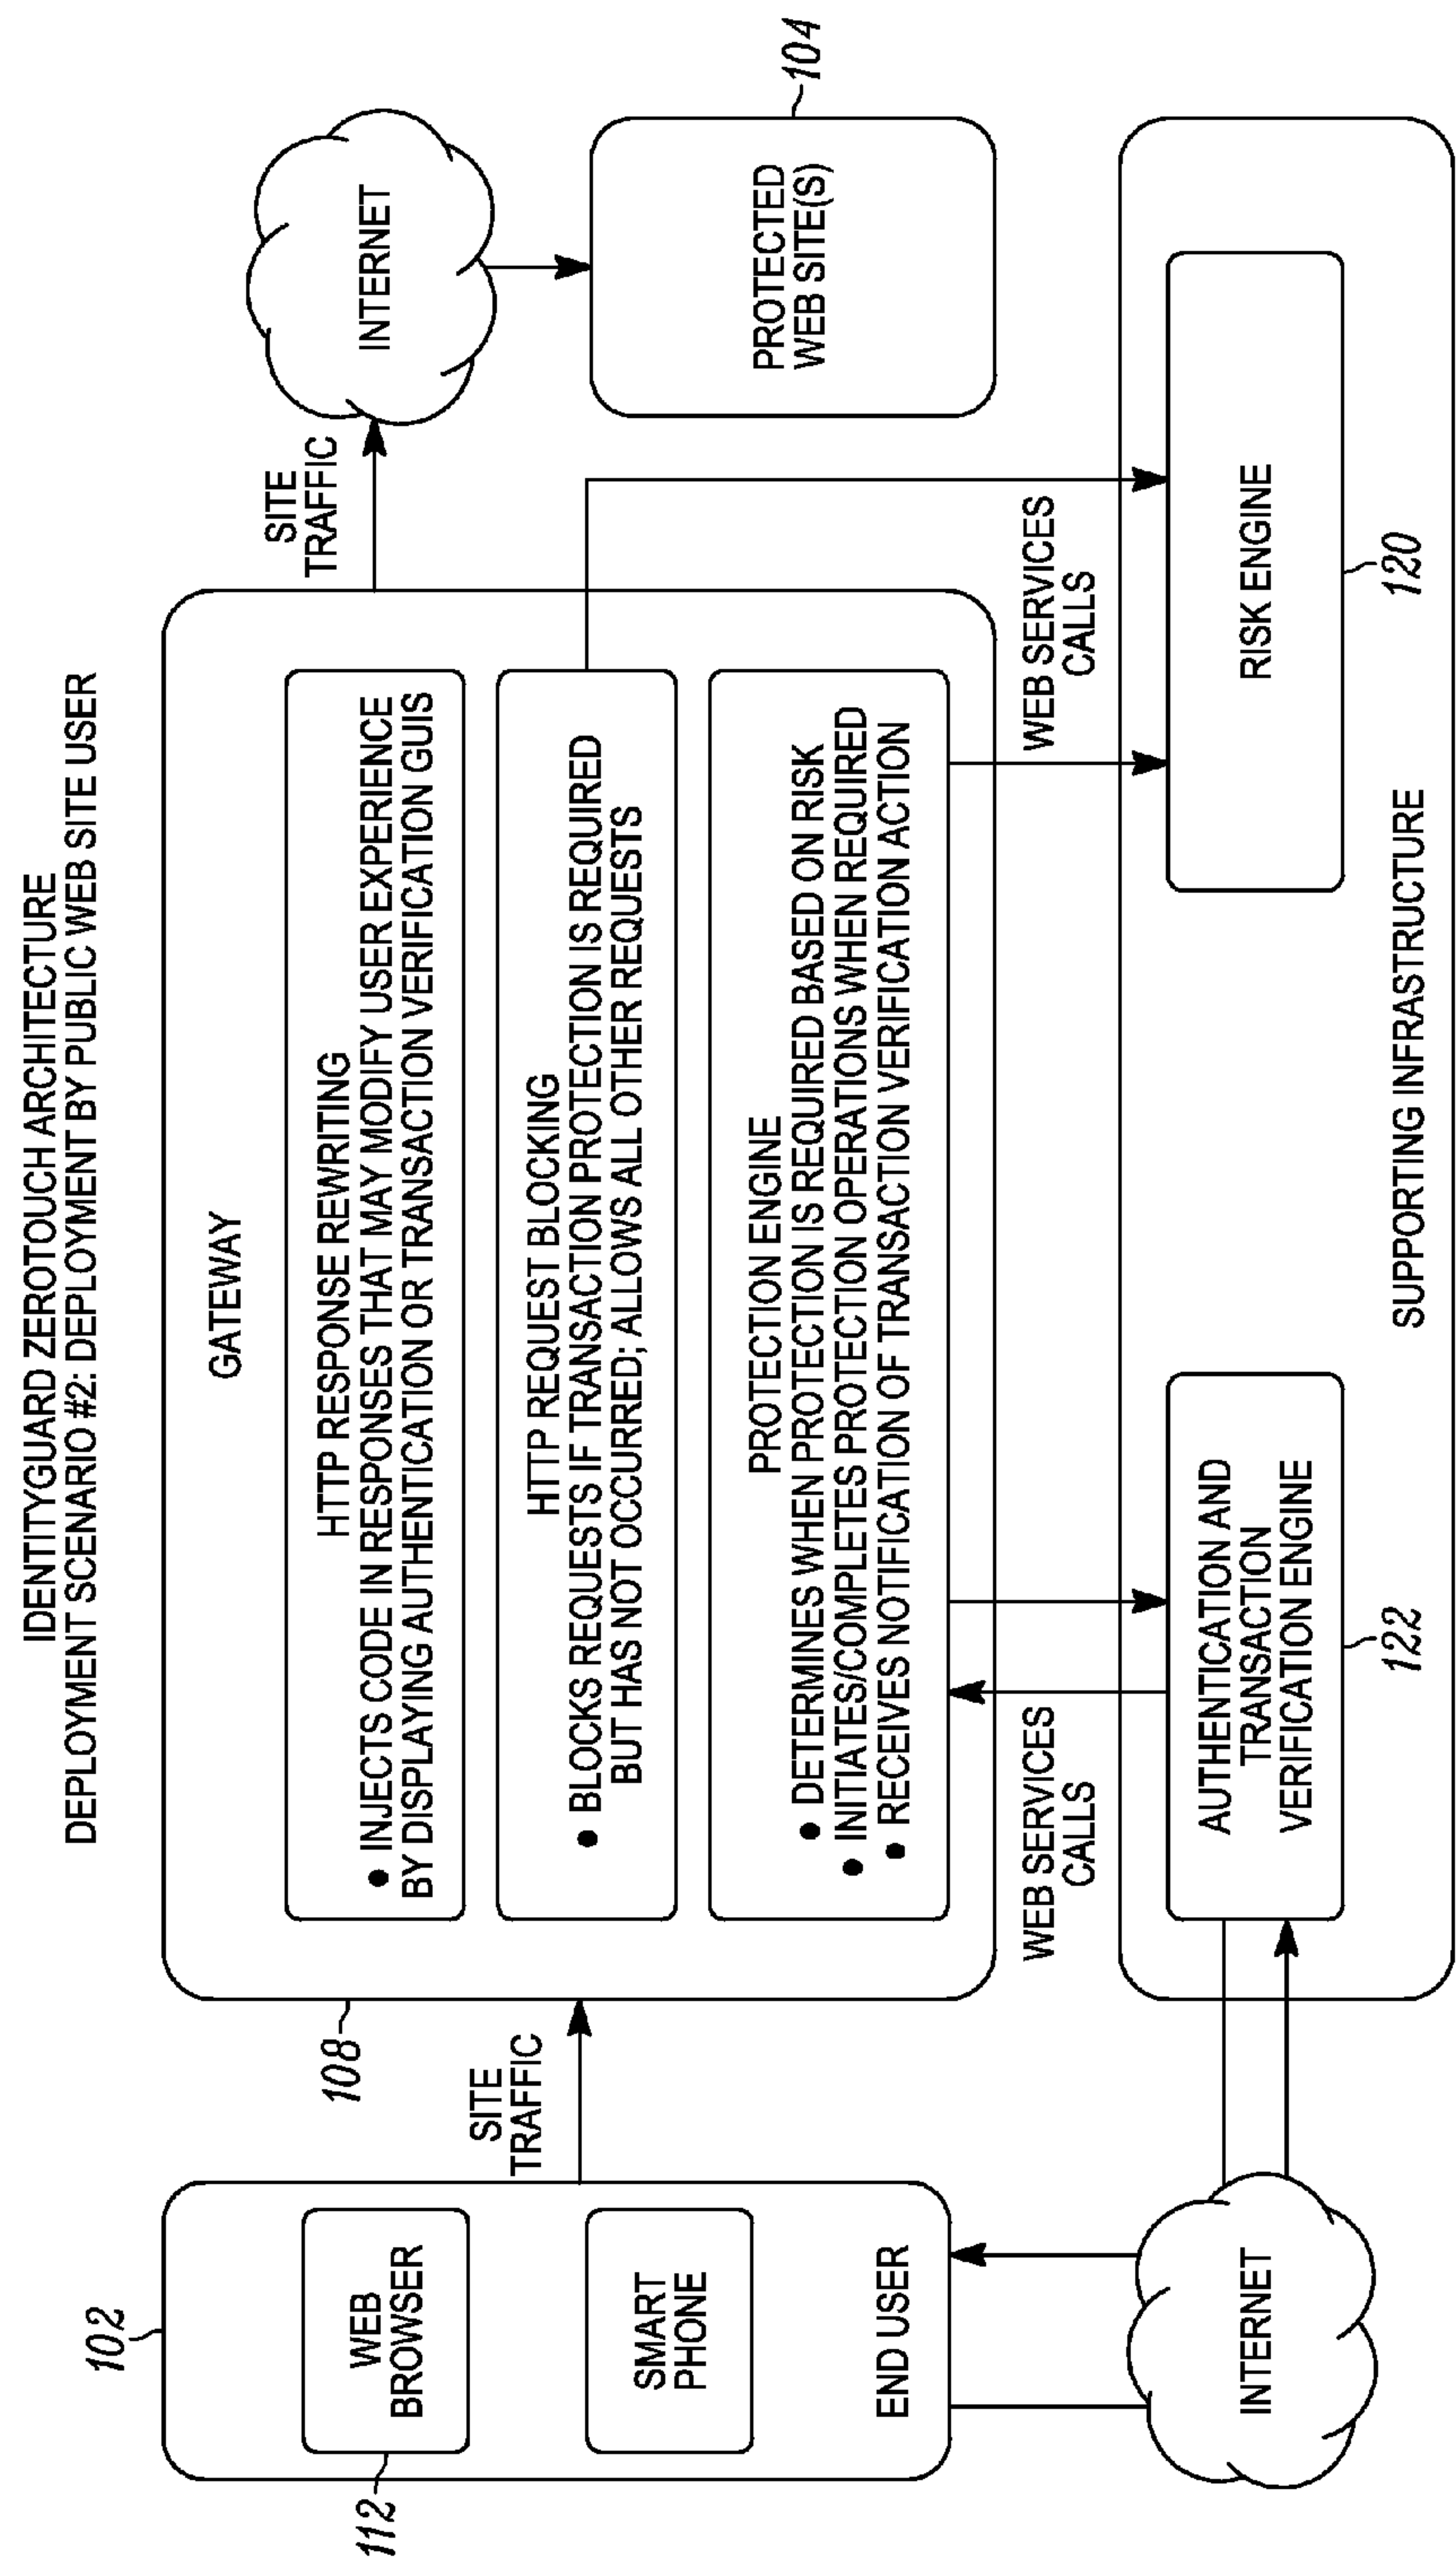 IDENTITYGUARD ZEROTOUCH ARCHITECTURE
DEPLOYMENT SCENARIO #2: DEPLOYMENT BY PUBLIC WEB SITE USER
102
112
WEB
BROWSER
SMART
PHONE
END USER
SITE
TRAFFIC
108
GATEWAY
HTTP RESPONSE REWRITING
• INJECTS CODE IN RESPONSES THAT MAY MODIFY USER EXPERIENCE
BY DISPLAYING AUTHENTICATION OR TRANSACTION VERIFICATION GUIS
HTTP REQUEST BLOCKING
• BLOCKS REQUESTS IF TRANSACTION PROTECTION IS REQUIRED
BUT HAS NOT OCCURRED; ALLOWS ALL OTHER REQUESTS
PROTECTION ENGINE
• DETERMINES WHEN PROTECTION IS REQUIRED BASED ON RISK
• INITIATES/COMPLETES PROTECTION OPERATIONS WHEN REQUIRED
• RECEIVES NOTIFICATION OF TRANSACTION VERIFICATION ACTION
SITE
TRAFFIC
INTERNET
PROTECTED
WEB SITE(S)
104
WEB SERVICES
CALLS
WEB SERVICES
CALLS
INTERNET
AUTHENTICATION AND
TRANSACTION
VERIFICATION ENGINE
122
RISK ENGINE
120
SUPPORTING INFRASTRUCTURE